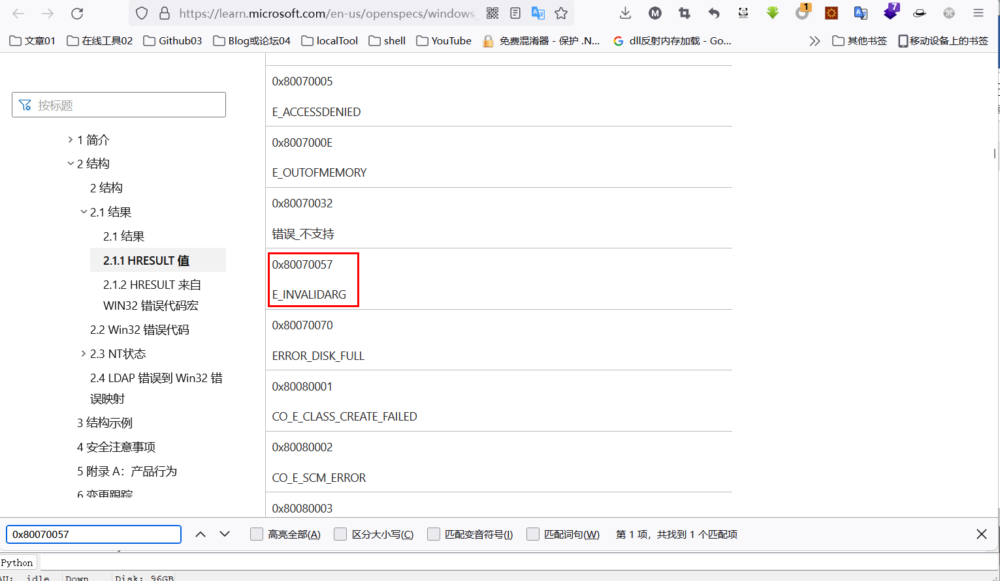 https://learn.microsoft.com/en-us/openspecs/windows_
M
1
7
文章01
在线工具02
Github03
Blog或论坛04
localTool
shell
YouTube
免费混淆器 - 保护 .N...
dll反射内存加载 - Go...
其他书签
移动设备上的书签
按标题
1 简介
2 结构
2 结构
2.1 结果
2.1 结果
2.1.1 HRESULT 值
2.1.2 HRESULT 来自
WIN32 错误代码宏
2.2 Win32 错误代码
2.3 NT状态
2.4 LDAP 错误到 Win32 错
误映射
3 结构示例
4 安全注意事项
5 附录 A：产品行为
6 变更跟踪
0x80070005
E_ACCESSDENIED
0x8007000E
E_OUTOFMEMORY
0x80070032
错误_不支持
0x80070057
E_INVALIDARG
0x80070070
ERROR_DISK_FULL
0x80080001
CO_E_CLASS_CREATE_FAILED
0x80080002
CO_E_SCM_ERROR
0x80080003
0x80070057
高亮全部(A)
区分大小写(C)
匹配变音符号(I)
匹配词句(W)
第 1 项，共找到 1 个匹配项
Python
AU: idle
Down
Disk: 96GB